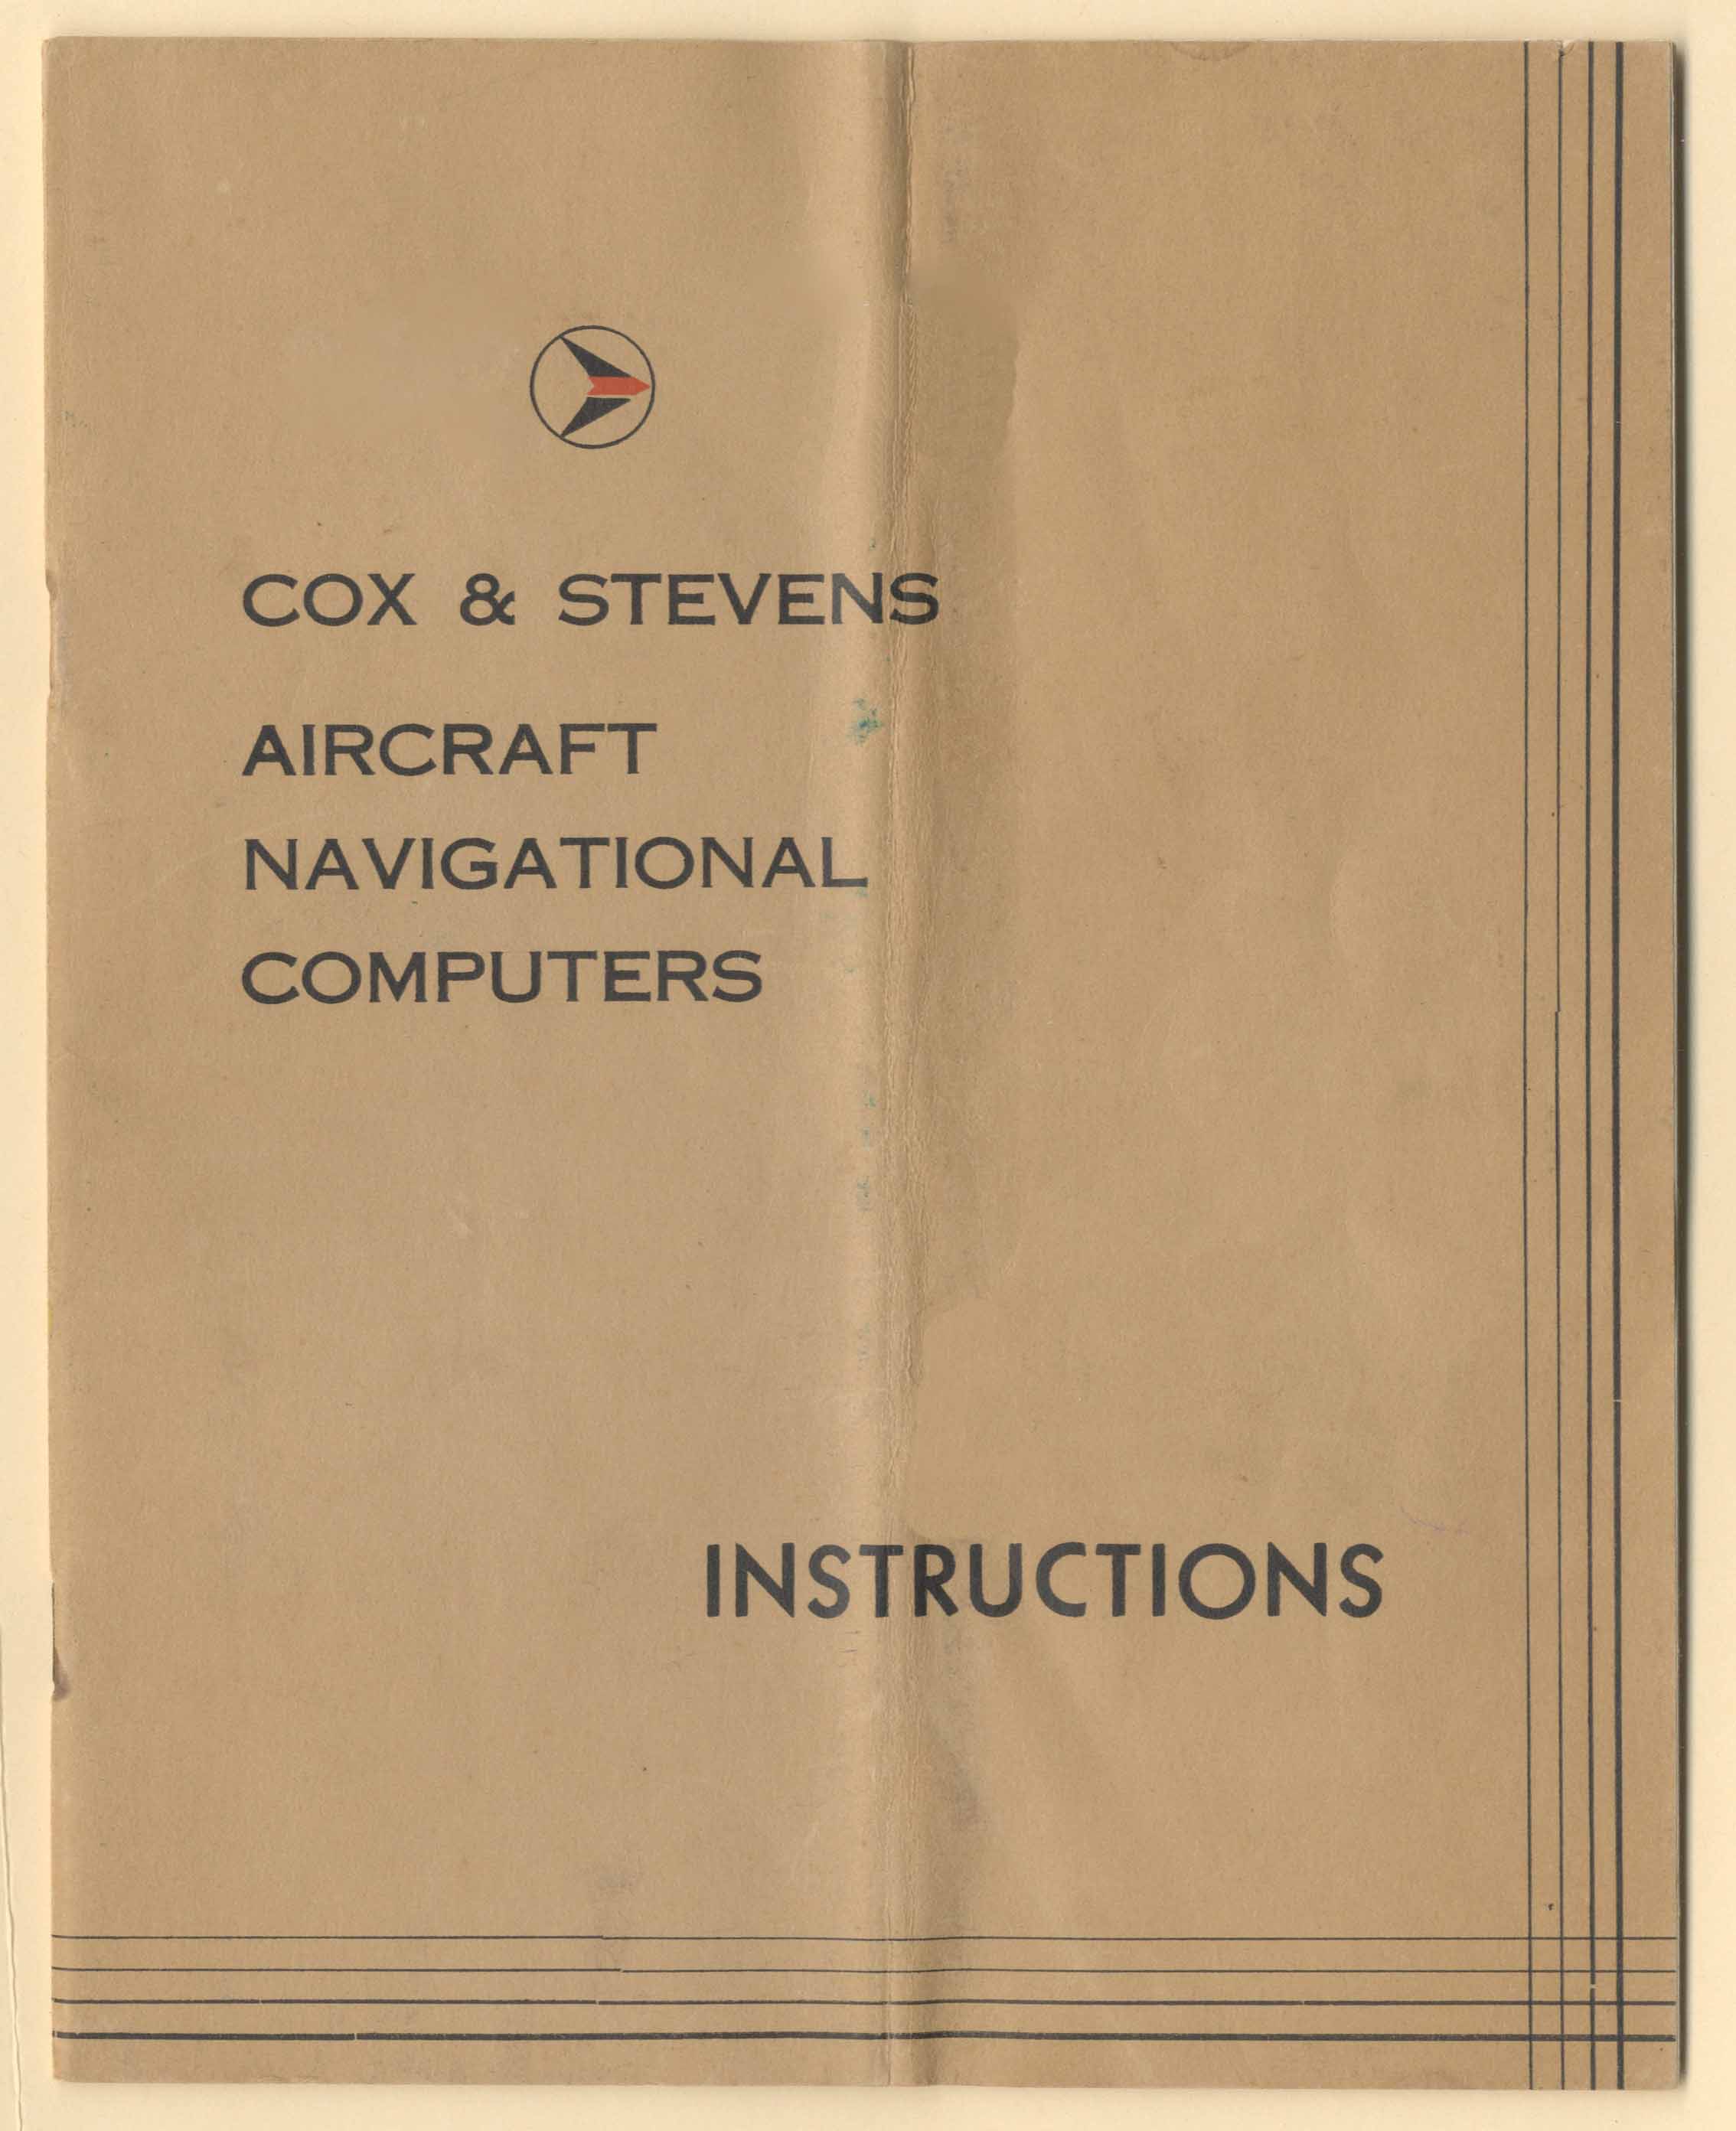 COX & STEVENS
AIRCRAFT
NAVIGATIONAL
COMPUTERS
INSTRUCTIONS